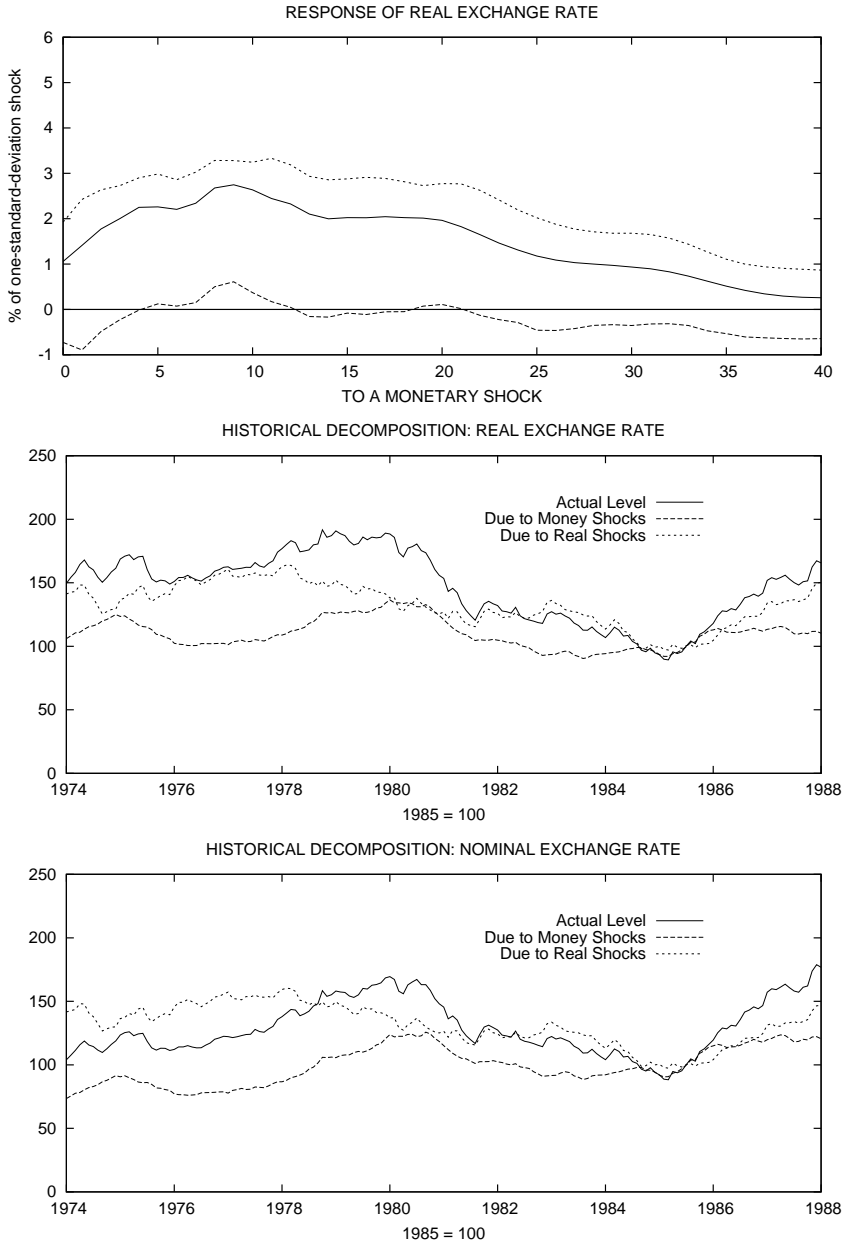 RESPONSE OF REAL EXCHANGE RATE
% of one-standard-deviation shock
6
5
4
3
2
1
0
-1
0 5 10 15 20 25 30 35 40
TO A MONETARY SHOCK
HISTORICAL DECOMPOSITION: REAL EXCHANGE RATE
250
200
150
100
50
0
Actual Level
Due to Money Shocks
Due to Real Shocks
1974 1976 1978 1980 1982 1984 1986 1988
1985 = 100
HISTORICAL DECOMPOSITION: NOMINAL EXCHANGE RATE
250
200
150
100
50
0
Actual Level
Due to Money Shocks
Due to Real Shocks
1974 1976 1978 1980 1982 1984 1986 1988
1985 = 100